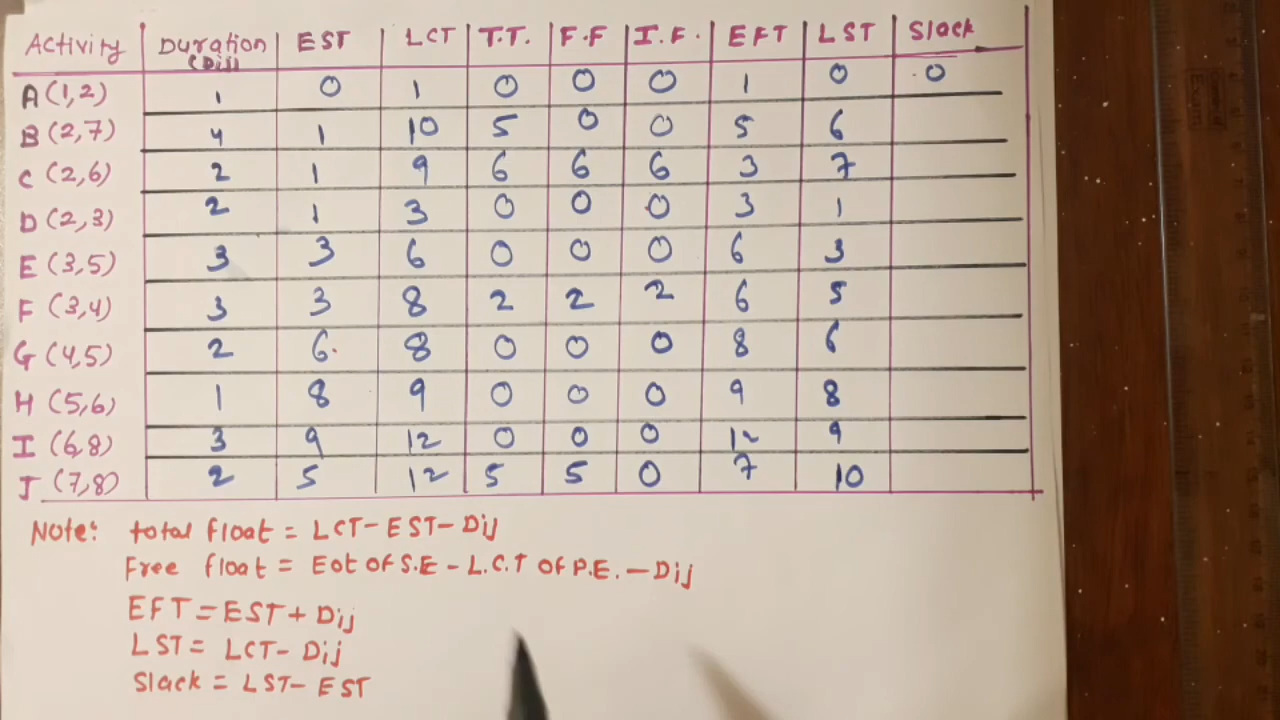 Activity Duration (Dij) EST LCT T.T. F.F I.F. EFT LST Slack
A (1,2) 1 0 1 0 0 0 1 0 0
B (2,7) 4 1 10 5 0 0 5 6
C (2,6) 2 1 9 6 6 6 3 7
D (2,3) 2 1 3 0 0 0 3 1
E (3,5) 3 3 6 0 0 0 6 3
F (3,4) 3 3 8 2 2 2 6 5
G (4,5) 2 6 8 0 0 0 8 6
H (5,6) 1 8 9 0 0 0 9 8
I (6,8) 3 9 12 0 0 0 12 9
J (7,8) 2 5 12 5 5 0 7 10
Note: total float = LCT - EST - Dij
Free float = Eot of S.E - L.C.T of P.E. - Dij
EFT = EST + Dij
LST = LCT - Dij
Slack = LST - EST